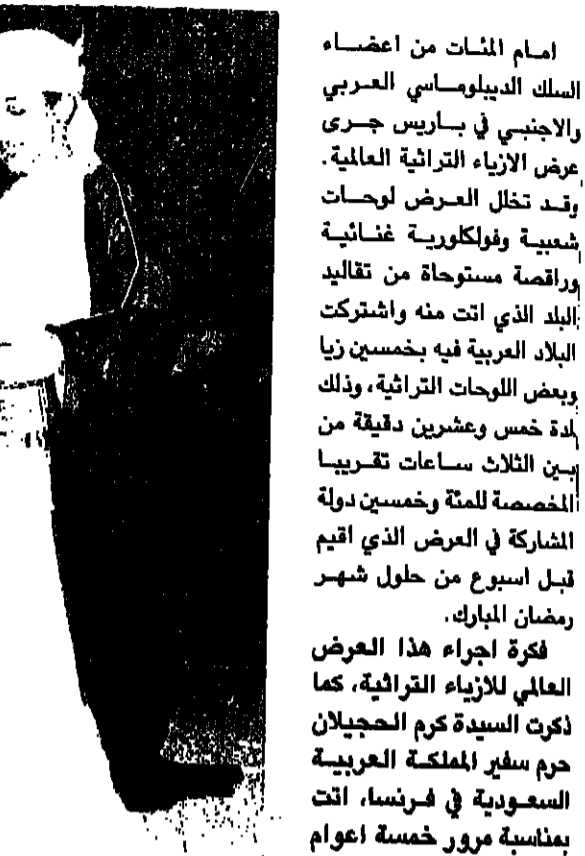 امام المئات من اعضاء
السلك الديبلوماسي العربي
والاجنبي في باريس جرى
عرض الازياء التراثية العالمية.
وقد تخلل العرض لوحات
شعبية وفولكلورية غنائية
وراقصة مستوحاة من تقاليد
البلد الذي اتت منه واشتركت
البلاد العربية فيه بخمسين زيا
وبعض اللوحات التراثية، وذلك
لمدة خمس وعشرين دقيقة من
بين الثلاث ساعات تقريبا
المخصصة للمئة وخمسين دولة
المشاركة في العرض الذي اقيم
قبل اسبوع من حلول شهر
رمضان المبارك.
فكرة اجراء هذا العرض
العالمي للازياء التراثية، كما
ذكرت السيدة كرم الحجيلان
حرم سفير المملكة العربية
السعودية في فرنسا، اتت
بمناسبة مرور خمسة اعوام